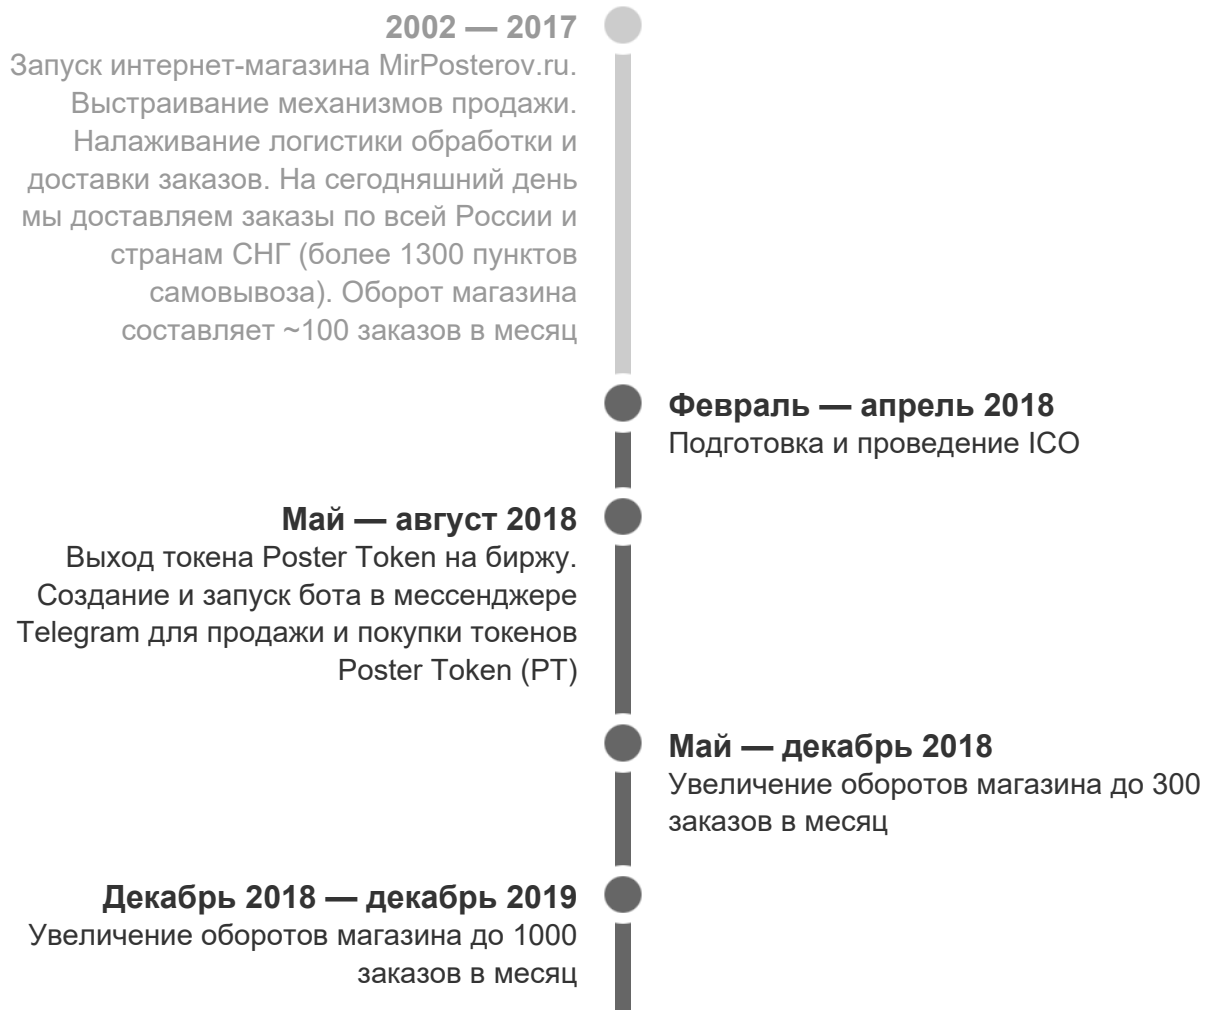 2002 — 2017
Запуск интернет-магазина MirPosterov.ru.
Выстраивание механизмов продажи.
Налаживание логистики обработки и
доставки заказов. На сегодняшний день
мы доставляем заказы по всей России и
странам СНГ (более 1300 пунктов
самовывоза). Оборот магазина
составляет ~100 заказов в месяц
Февраль — апрель 2018
Подготовка и проведение ICO
Май — август 2018
Выход токена Poster Token на биржу.
Создание и запуск бота в мессенджере
Telegram для продажи и покупки токенов
Poster Token (PT)
Май — декабрь 2018
Увеличение оборотов магазина до 300
заказов в месяц
Декабрь 2018 — декабрь 2019
Увеличение оборотов магазина до 1000
заказов в месяц